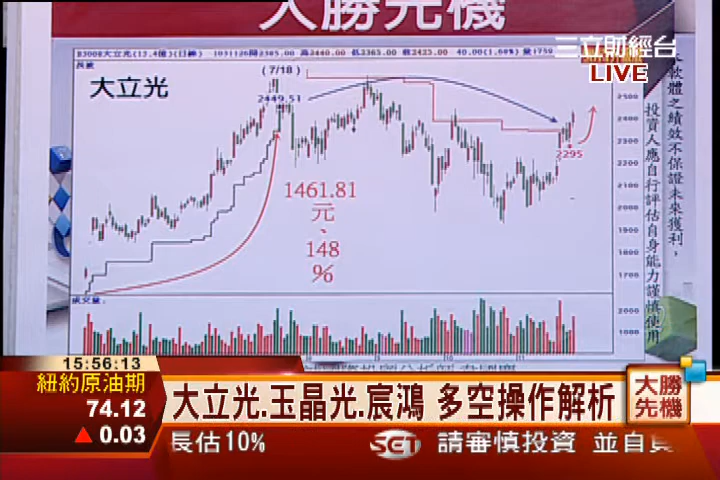 大勝先機
三立財經台
LIVE
大立光
(7/18)
2449.51
1461.81
元、
148
%
2295
2500
2400
2300
2200
2100
2000
1900
1800
1700
成交量:
2000
1000
本軟體之績效不保證未來獲利，
投資人應自行評估自身能力謹慎使用
15:56:13
紐約原油期
74.12
▲ 0.03
大立光.玉晶光.宸鴻 多空操作解析
大勝
先機
長估10%
SET
請審慎投資 並自負